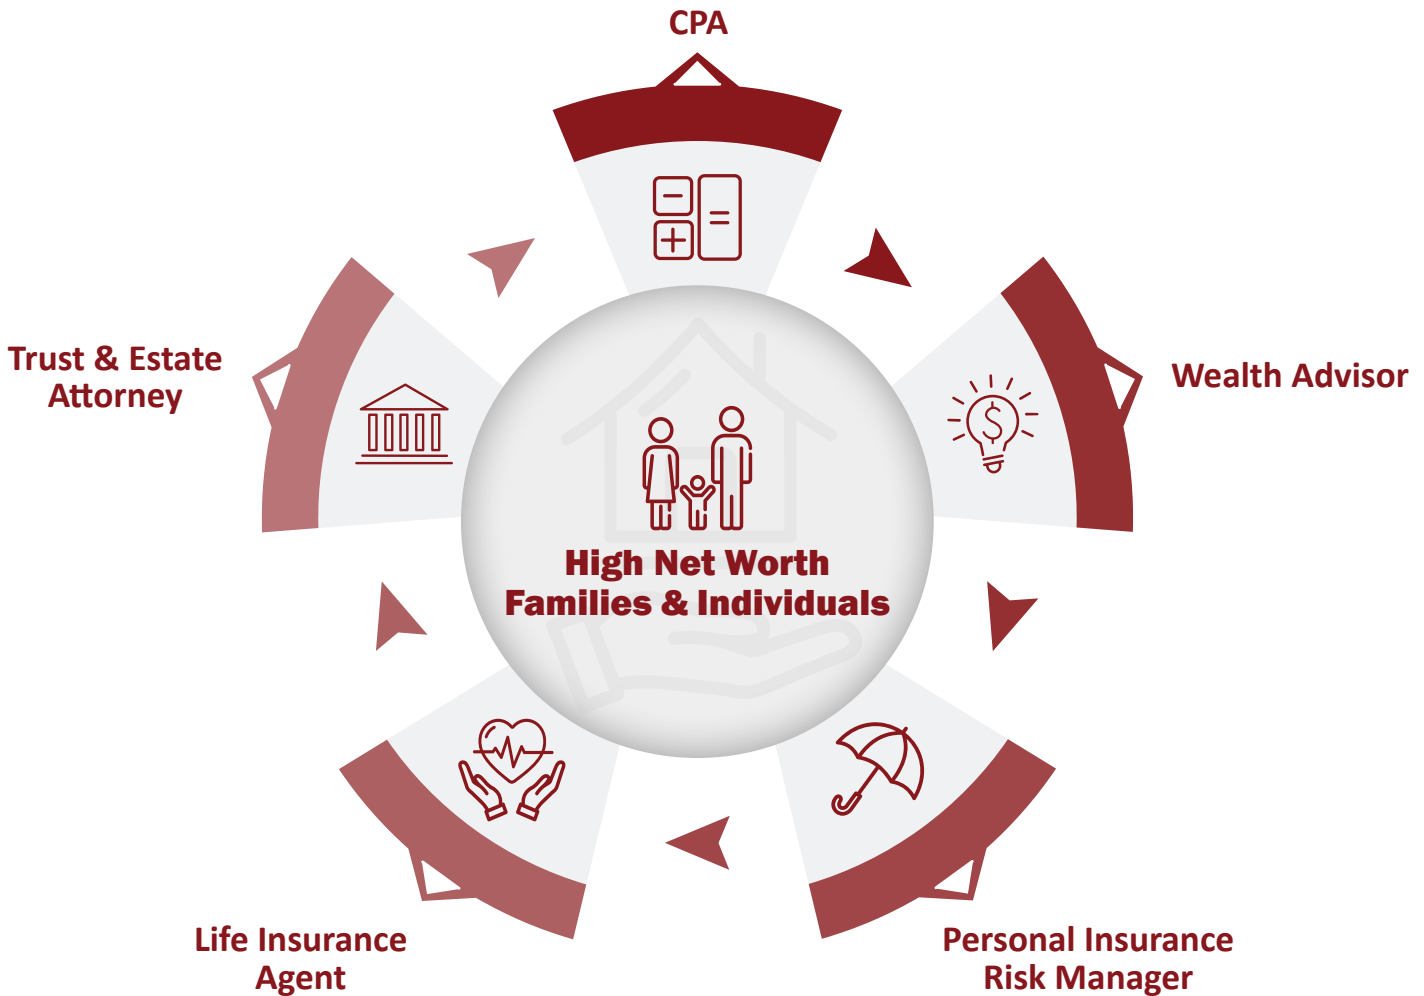 CPA
Wealth Advisor
Personal Insurance
Risk Manager
Life Insurance
Agent
Trust & Estate
Attorney
High Net Worth
Families & Individuals